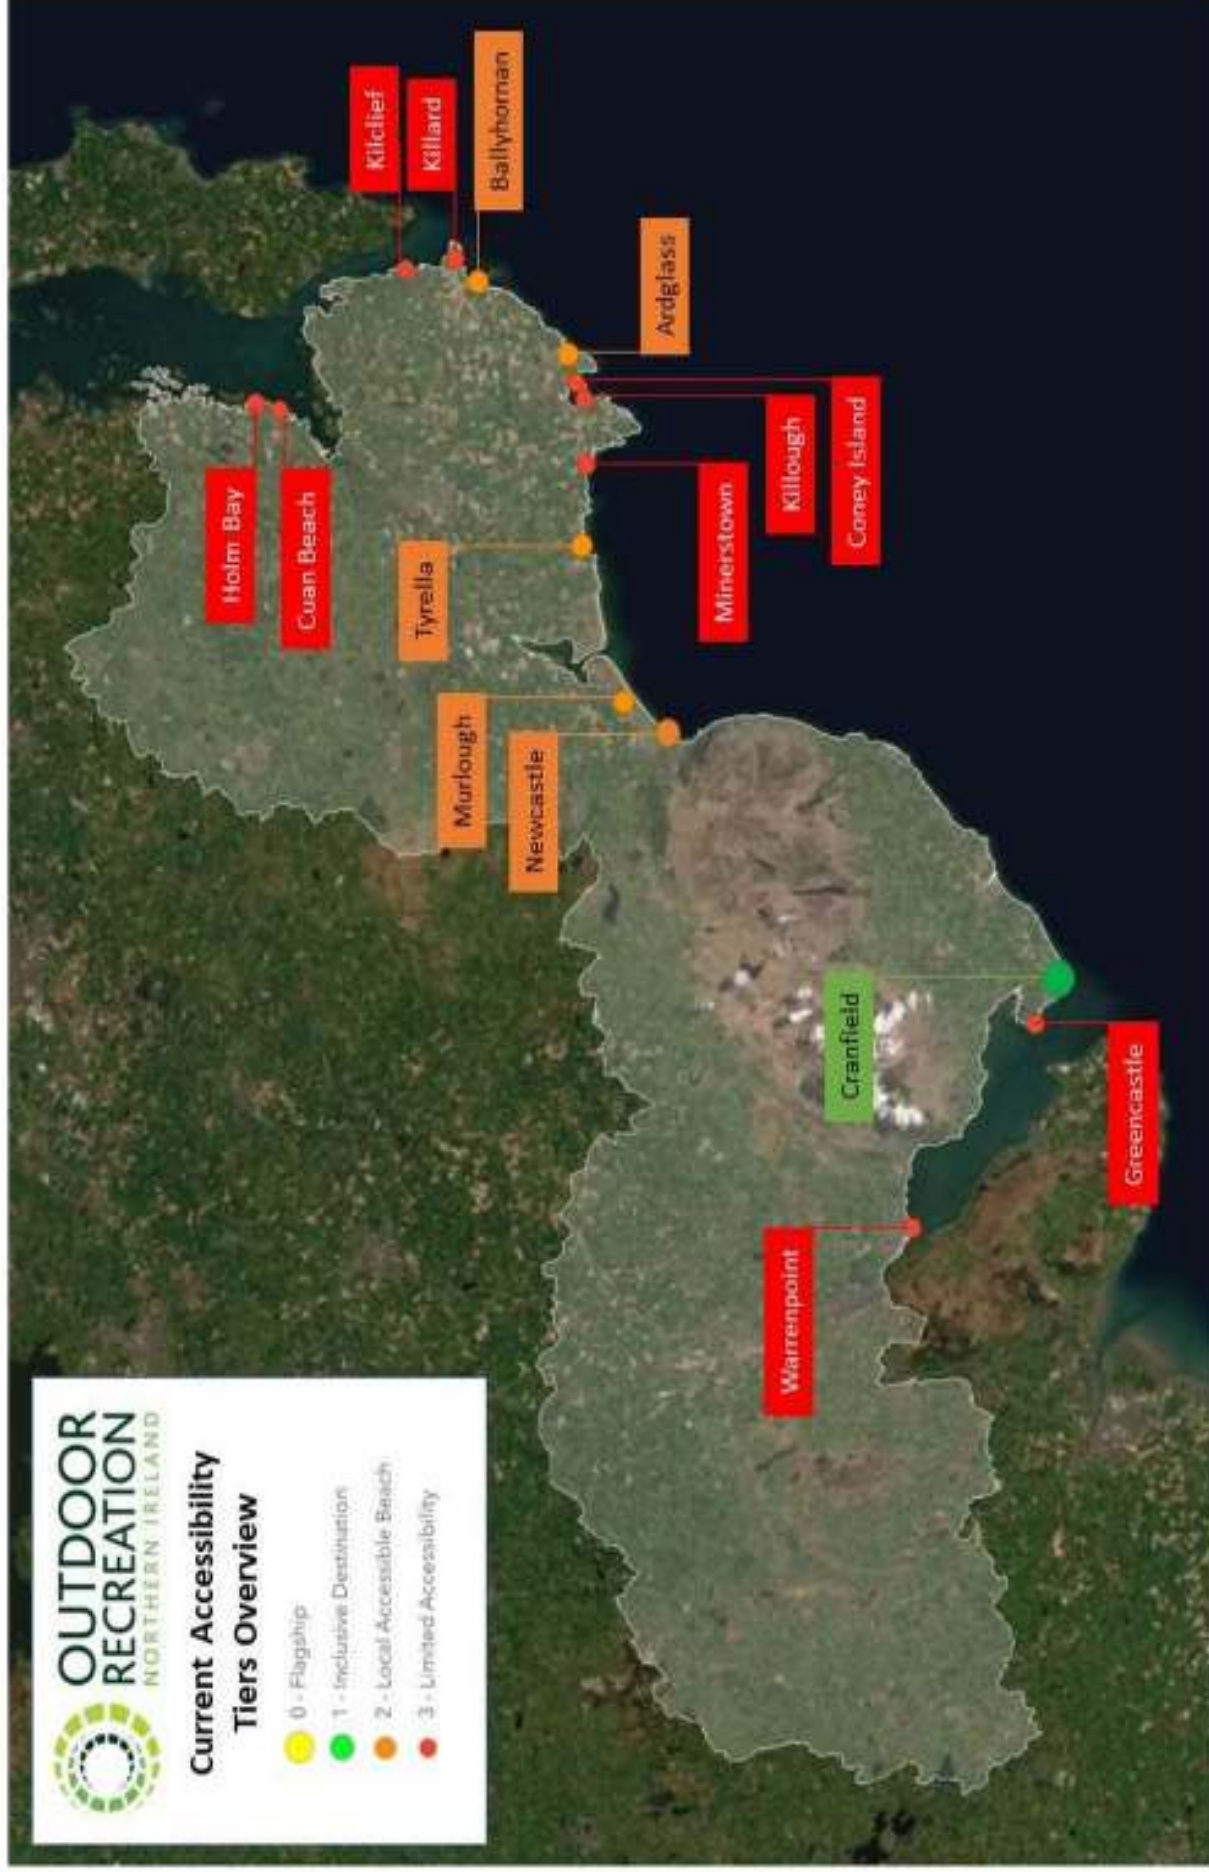 OUTDOOR
RECREATION
NORTHERN IRELAND
Current Accessibility
Tiers Overview
0 - Flagship
1 - Inclusive Destination
2 - Local Accessible Beach
3 - Limited Accessibility
Holm Bay
Cuan Beach
Kilclief
Killard
Ballyhornan
Tyrella
Murlough
Newcastle
Ardglass
Minerstown
Killough
Coney Island
Warrenpoint
Cranfield
Greencastle